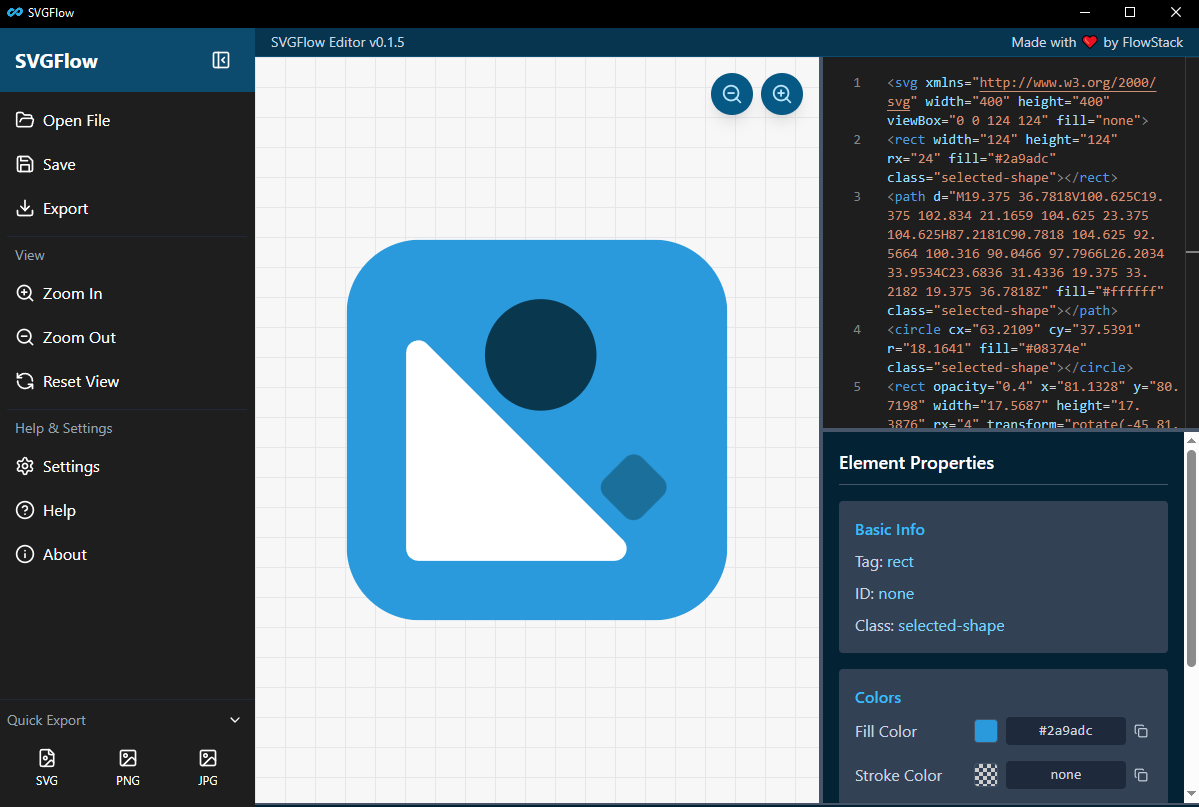 SVGFlow
SVGFlow
SVGFlow Editor v0.1.5
Made with ❤️ by FlowStack
Open File
Save
Export
View
Zoom In
Zoom Out
Reset View
Help & Settings
Settings
Help
About
Quick Export
SVG
PNG
JPG
1 <svg xmlns="http://www.w3.org/2000/
svg" width="400" height="400"
viewBox="0 0 124 124" fill="none">
2 <rect width="124" height="124"
rx="24" fill="#2a9adc"
class="selected-shape"></rect>
3 <path d="M19.375 36.7818V100.625C19.
375 102.834 21.1659 104.625 23.375
104.625H87.2181C90.7818 104.625 92.
5664 100.316 90.0466 97.7966L26.2034
33.9534C23.6836 31.4336 19.375 33.
2182 19.375 36.7818Z" fill="#ffffff"
class="selected-shape"></path>
4 <circle cx="63.2109" cy="37.5391"
r="18.1641" fill="#08374e"
class="selected-shape"></circle>
5 <rect opacity="0.4" x="81.1328" y="80.
7198" width="17.5687" height="17.
3876" rx="4" transform="rotate(-45 81.
Element Properties
Basic Info
Tag: rect
ID: none
Class: selected-shape
Colors
Fill Color
#2a9adc
Stroke Color
none